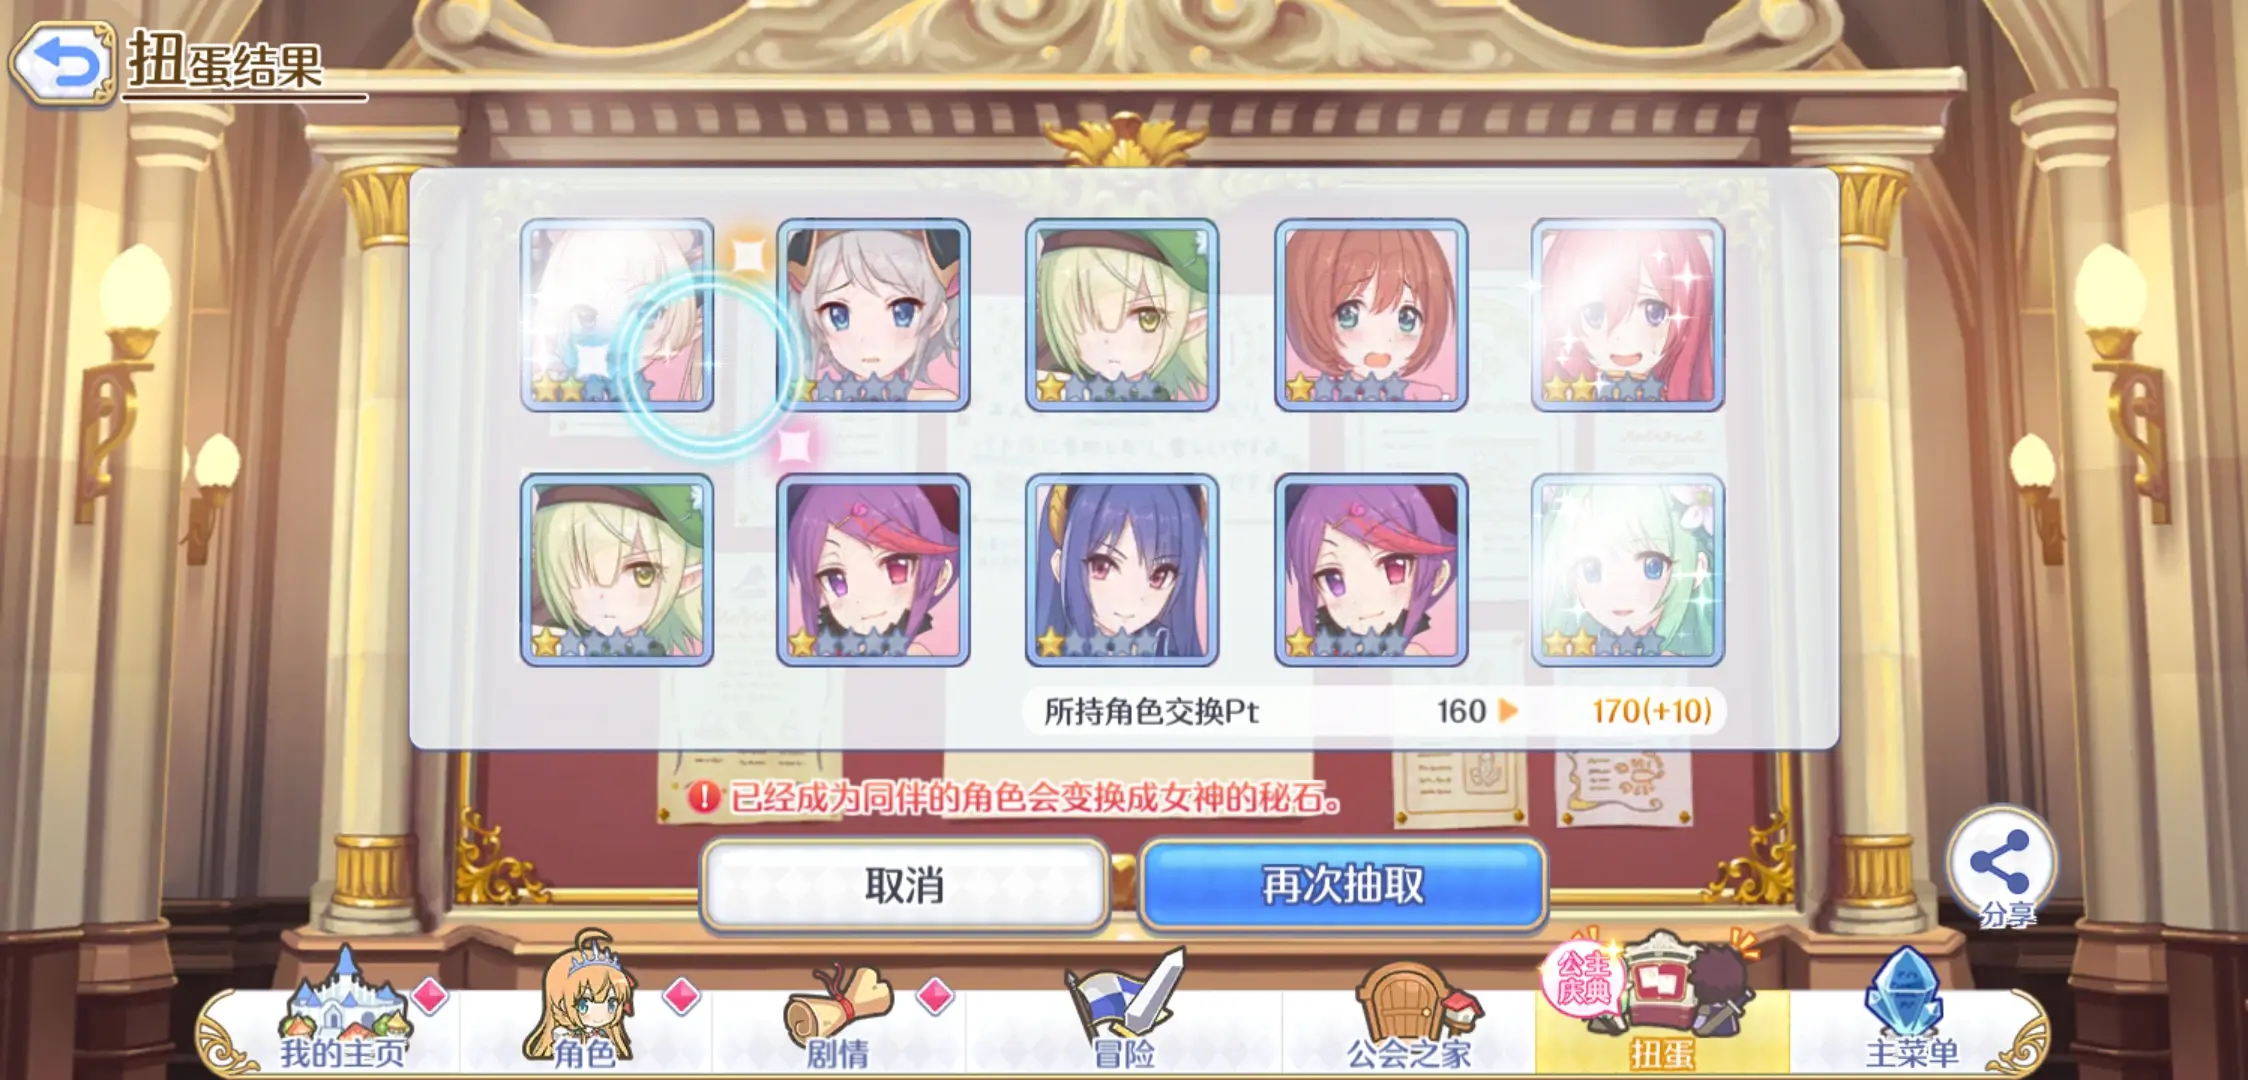 扭蛋结果
所持角色交换Pt 160 170(+10)
已经成为同伴的角色会变换成女神的秘石。
取消 再次抽取
分享
公主
庆典
我的主页 角色 剧情 冒险 公会之家 扭蛋 主菜单